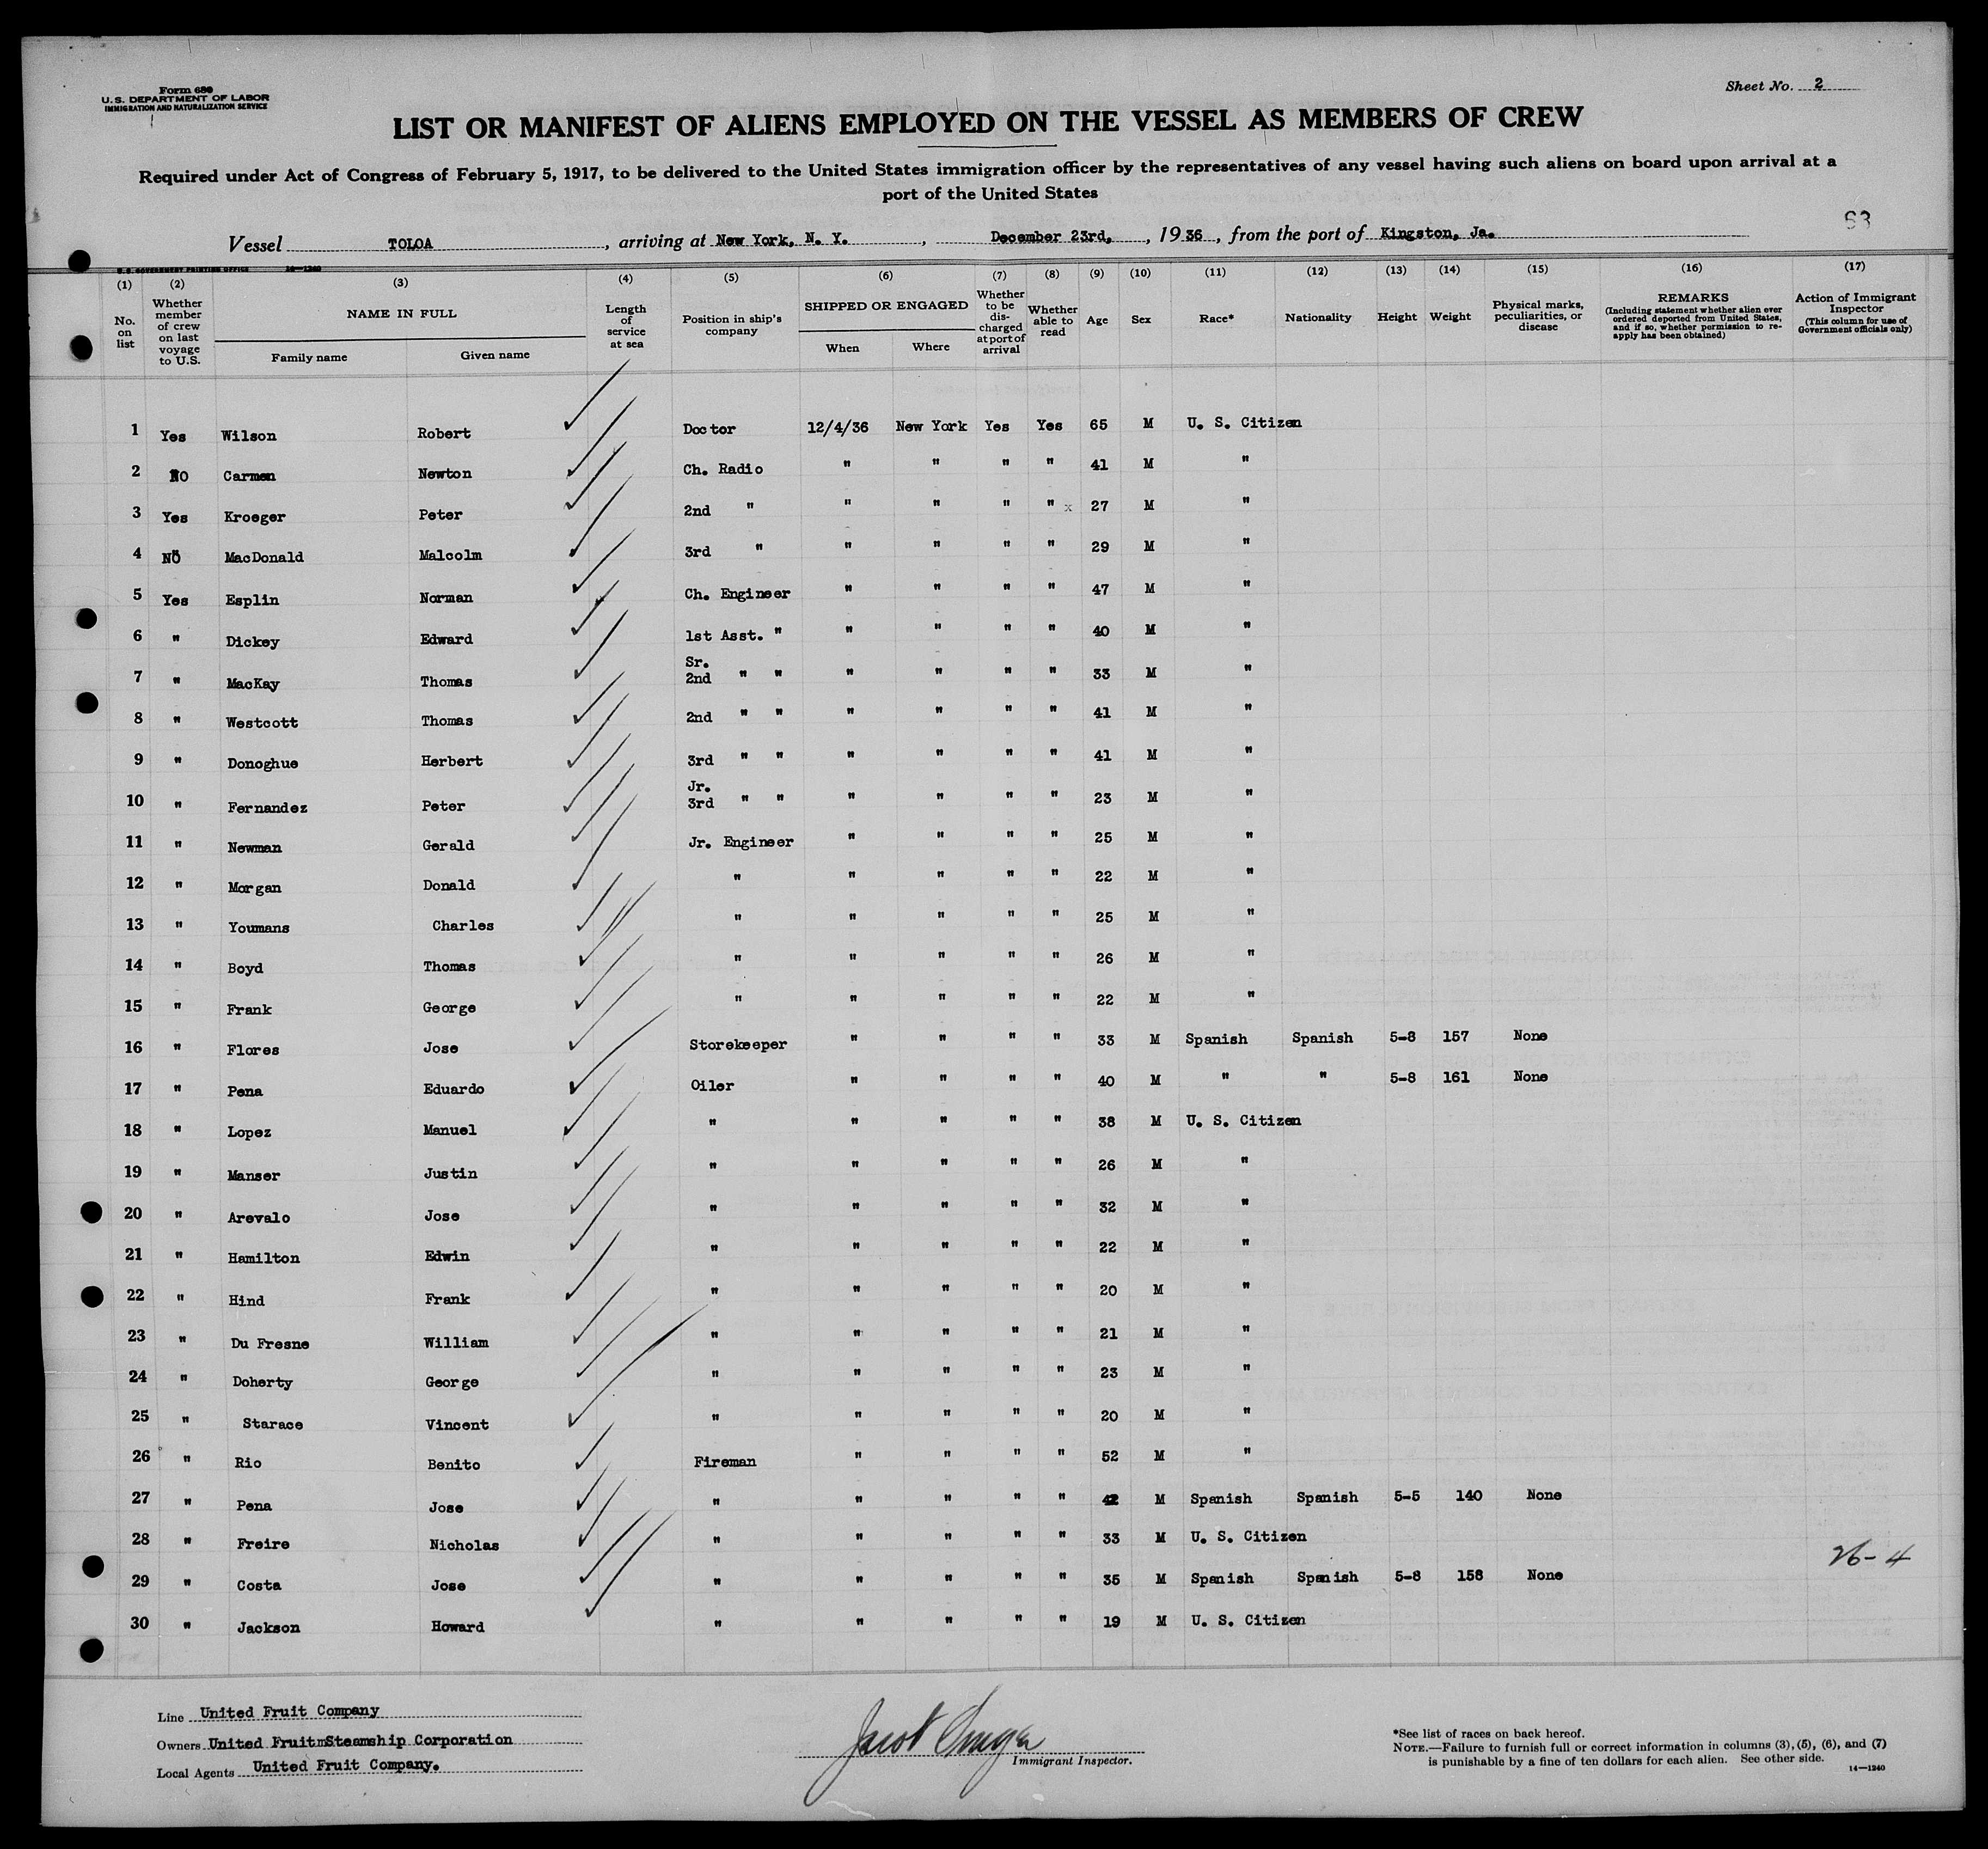 Form 680
U. S. DEPARTMENT OF LABOR
IMMIGRATION AND NATURALIZATION SERVICE
Sheet No. 2
LIST OR MANIFEST OF ALIENS EMPLOYED ON THE VESSEL AS MEMBERS OF CREW
Required under Act of Congress of February 5, 1917, to be delivered to the United States immigration officer by the representatives of any vessel having such aliens on board upon arrival at a
port of the United States
63
Vessel TOLOA, arriving at New York, N. Y., December 23rd, 1936, from the port of Kingston, Ja.
U. S. GOVERNMENT PRINTING OFFICE 14—1240
(1) (2) (3) (4) (5) (6) (7) (8) (9) (10) (11) (12) (13) (14) (15) (16) (17)
No. on list
Whether member of crew on last voyage to U.S.
NAME IN FULL
Family name Given name
Length of service at sea
Position in ship's company
SHIPPED OR ENGAGED
When Where
Whether to be discharged at port of arrival
Whether able to read
Age
Sex
Race*
Nationality
Height
Weight
Physical marks, peculiarities, or disease
REMARKS
(Including statement whether alien ever ordered deported from United States, and if so, whether permission to reapply has been obtained)
Action of Immigrant Inspector
(This column for use of Government officials only)
1 Yes Wilson Robert Doctor 12/4/36 New York Yes Yes 65 M U. S. Citizen
2 NO Carmen Newton Ch. Radio " " " " 41 M "
3 Yes Kroeger Peter 2nd " " " " " x 27 M "
4 NO MacDonald Malcolm 3rd " " " " " 29 M "
5 Yes Esplin Norman Ch. Engineer " " " " 47 M "
6 " Dickey Edward 1st Asst. " " " " " 40 M "
7 " MacKay Thomas Sr. 2nd " " " " " " 33 M "
8 " Westcott Thomas 2nd " " " " " " 41 M "
9 " Donoghue Herbert 3rd " " " " " " 41 M "
10 " Fernandez Peter Jr. 3rd " " " " " " 23 M "
11 " Newman Gerald Jr. Engineer " " " " 25 M "
12 " Morgan Donald " " " " " 22 M "
13 " Youmans Charles " " " " " 25 M "
14 " Boyd Thomas " " " " " 26 M "
15 " Frank George " " " " " 22 M "
16 " Flores Jose Storekeeper " " " " 33 M Spanish Spanish 5-8 157 None
17 " Pena Eduardo Oiler " " " " 40 M " " 5-8 161 None
18 " Lopez Manuel " " " " " 38 M U. S. Citizen
19 " Manser Justin " " " " " 26 M "
20 " Arevalo Jose " " " " " 32 M "
21 " Hamilton Edwin " " " " " 22 M "
22 " Hind Frank " " " " " 20 M "
23 " Du Fresne William " " " " " 21 M "
24 " Doherty George " " " " " 23 M "
25 " Starace Vincent " " " " " 20 M "
26 " Rio Benito Fireman " " " " 52 M "
27 " Pena Jose " " " " " 42 M Spanish Spanish 5-5 140 None
28 " Freire Nicholas " " " " " 33 M U. S. Citizen
26-4
29 " Costa Jose " " " " " 35 M Spanish Spanish 5-8 158 None
30 " Jackson Howard " " " " " 19 M U. S. Citizen
Line United Fruit Company
Owners United FruitmSteamship Corporation
Local Agents United Fruit Company.
Jacob
Immigrant Inspector.
*See list of races on back hereof.
NOTE.—Failure to furnish full or correct information in columns (3), (5), (6), and (7)
is punishable by a fine of ten dollars for each alien. See other side.
14—1240